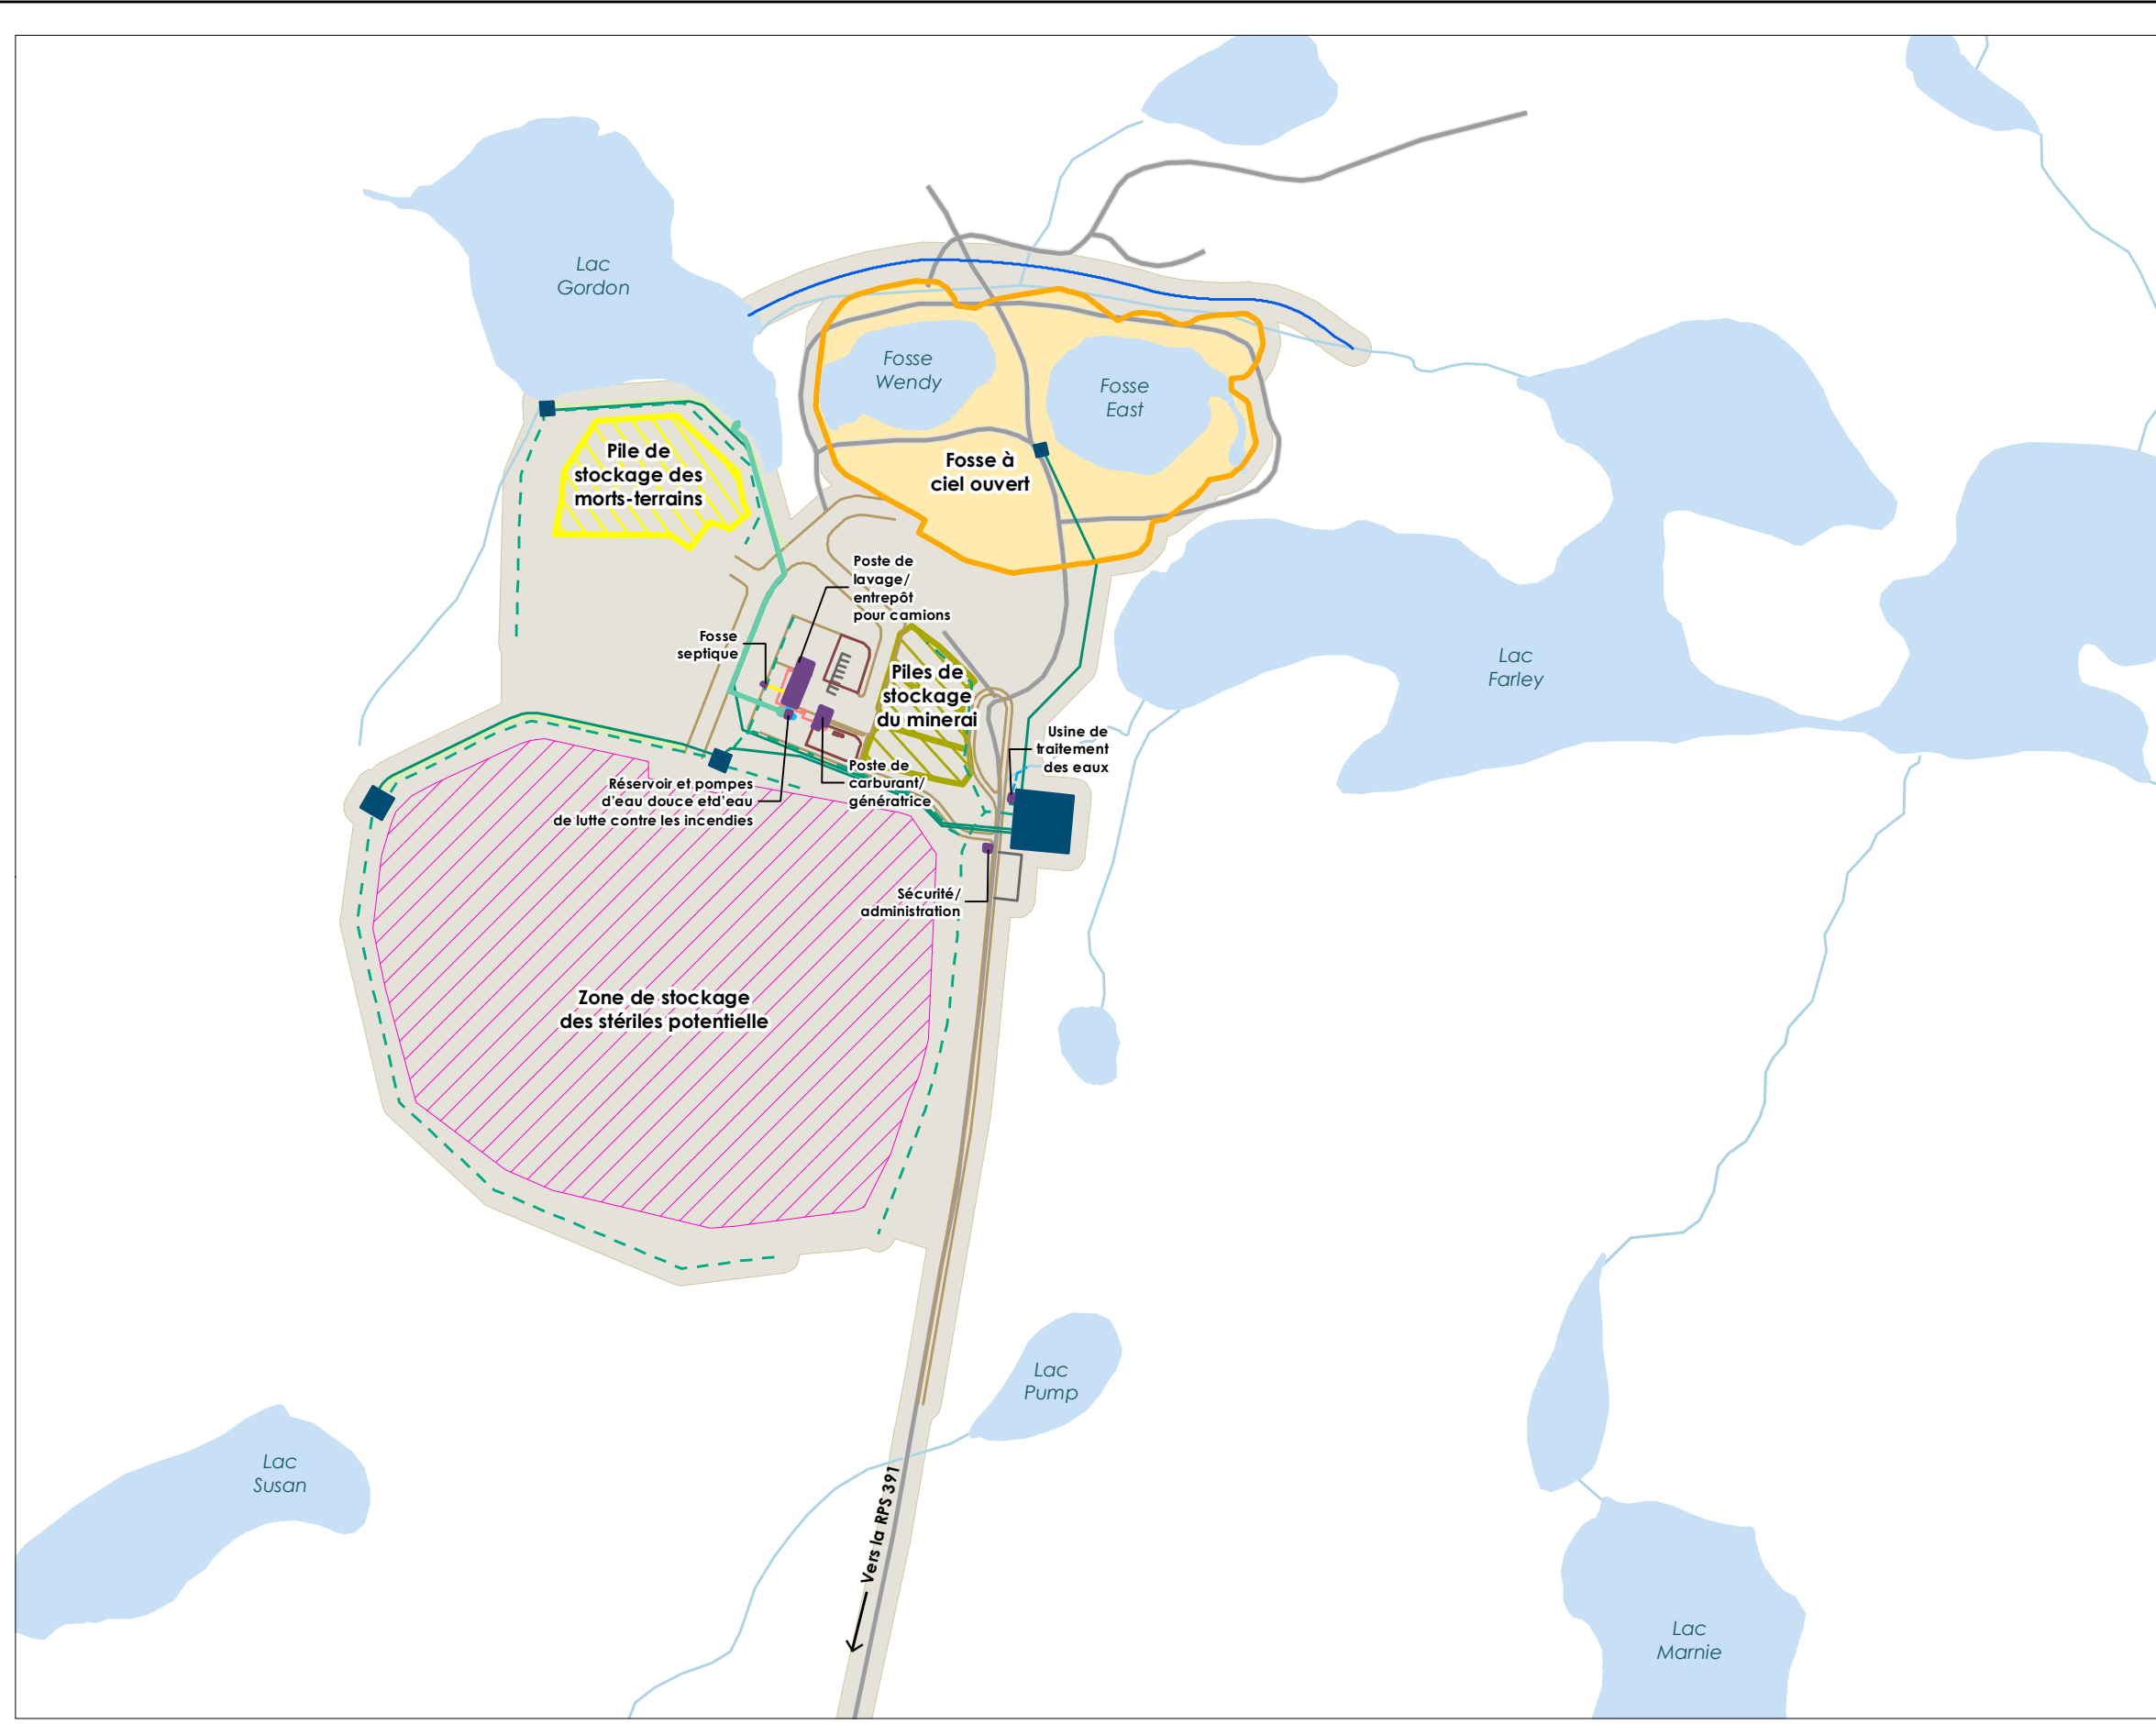 Lac
Gordon
Fosse
Wendy
Fosse
East
Pile de
stockage des
morts-terrains
Fosse à
ciel ouvert
Poste de
lavage/
entrepôt
pour camions
Fosse
septique
Piles de
stockage
du minerai
Lac
Farley
Usine de
traitement
des eaux
Poste de
carburant/
génératrice
Réservoir et pompes
d'eau douce etd'eau
de lutte contre les incendies
Sécurité/
administration
Zone de stockage
des stériles potentielle
Lac
Pump
Lac
Susan
Vers la RPS 391
Lac
Marnie